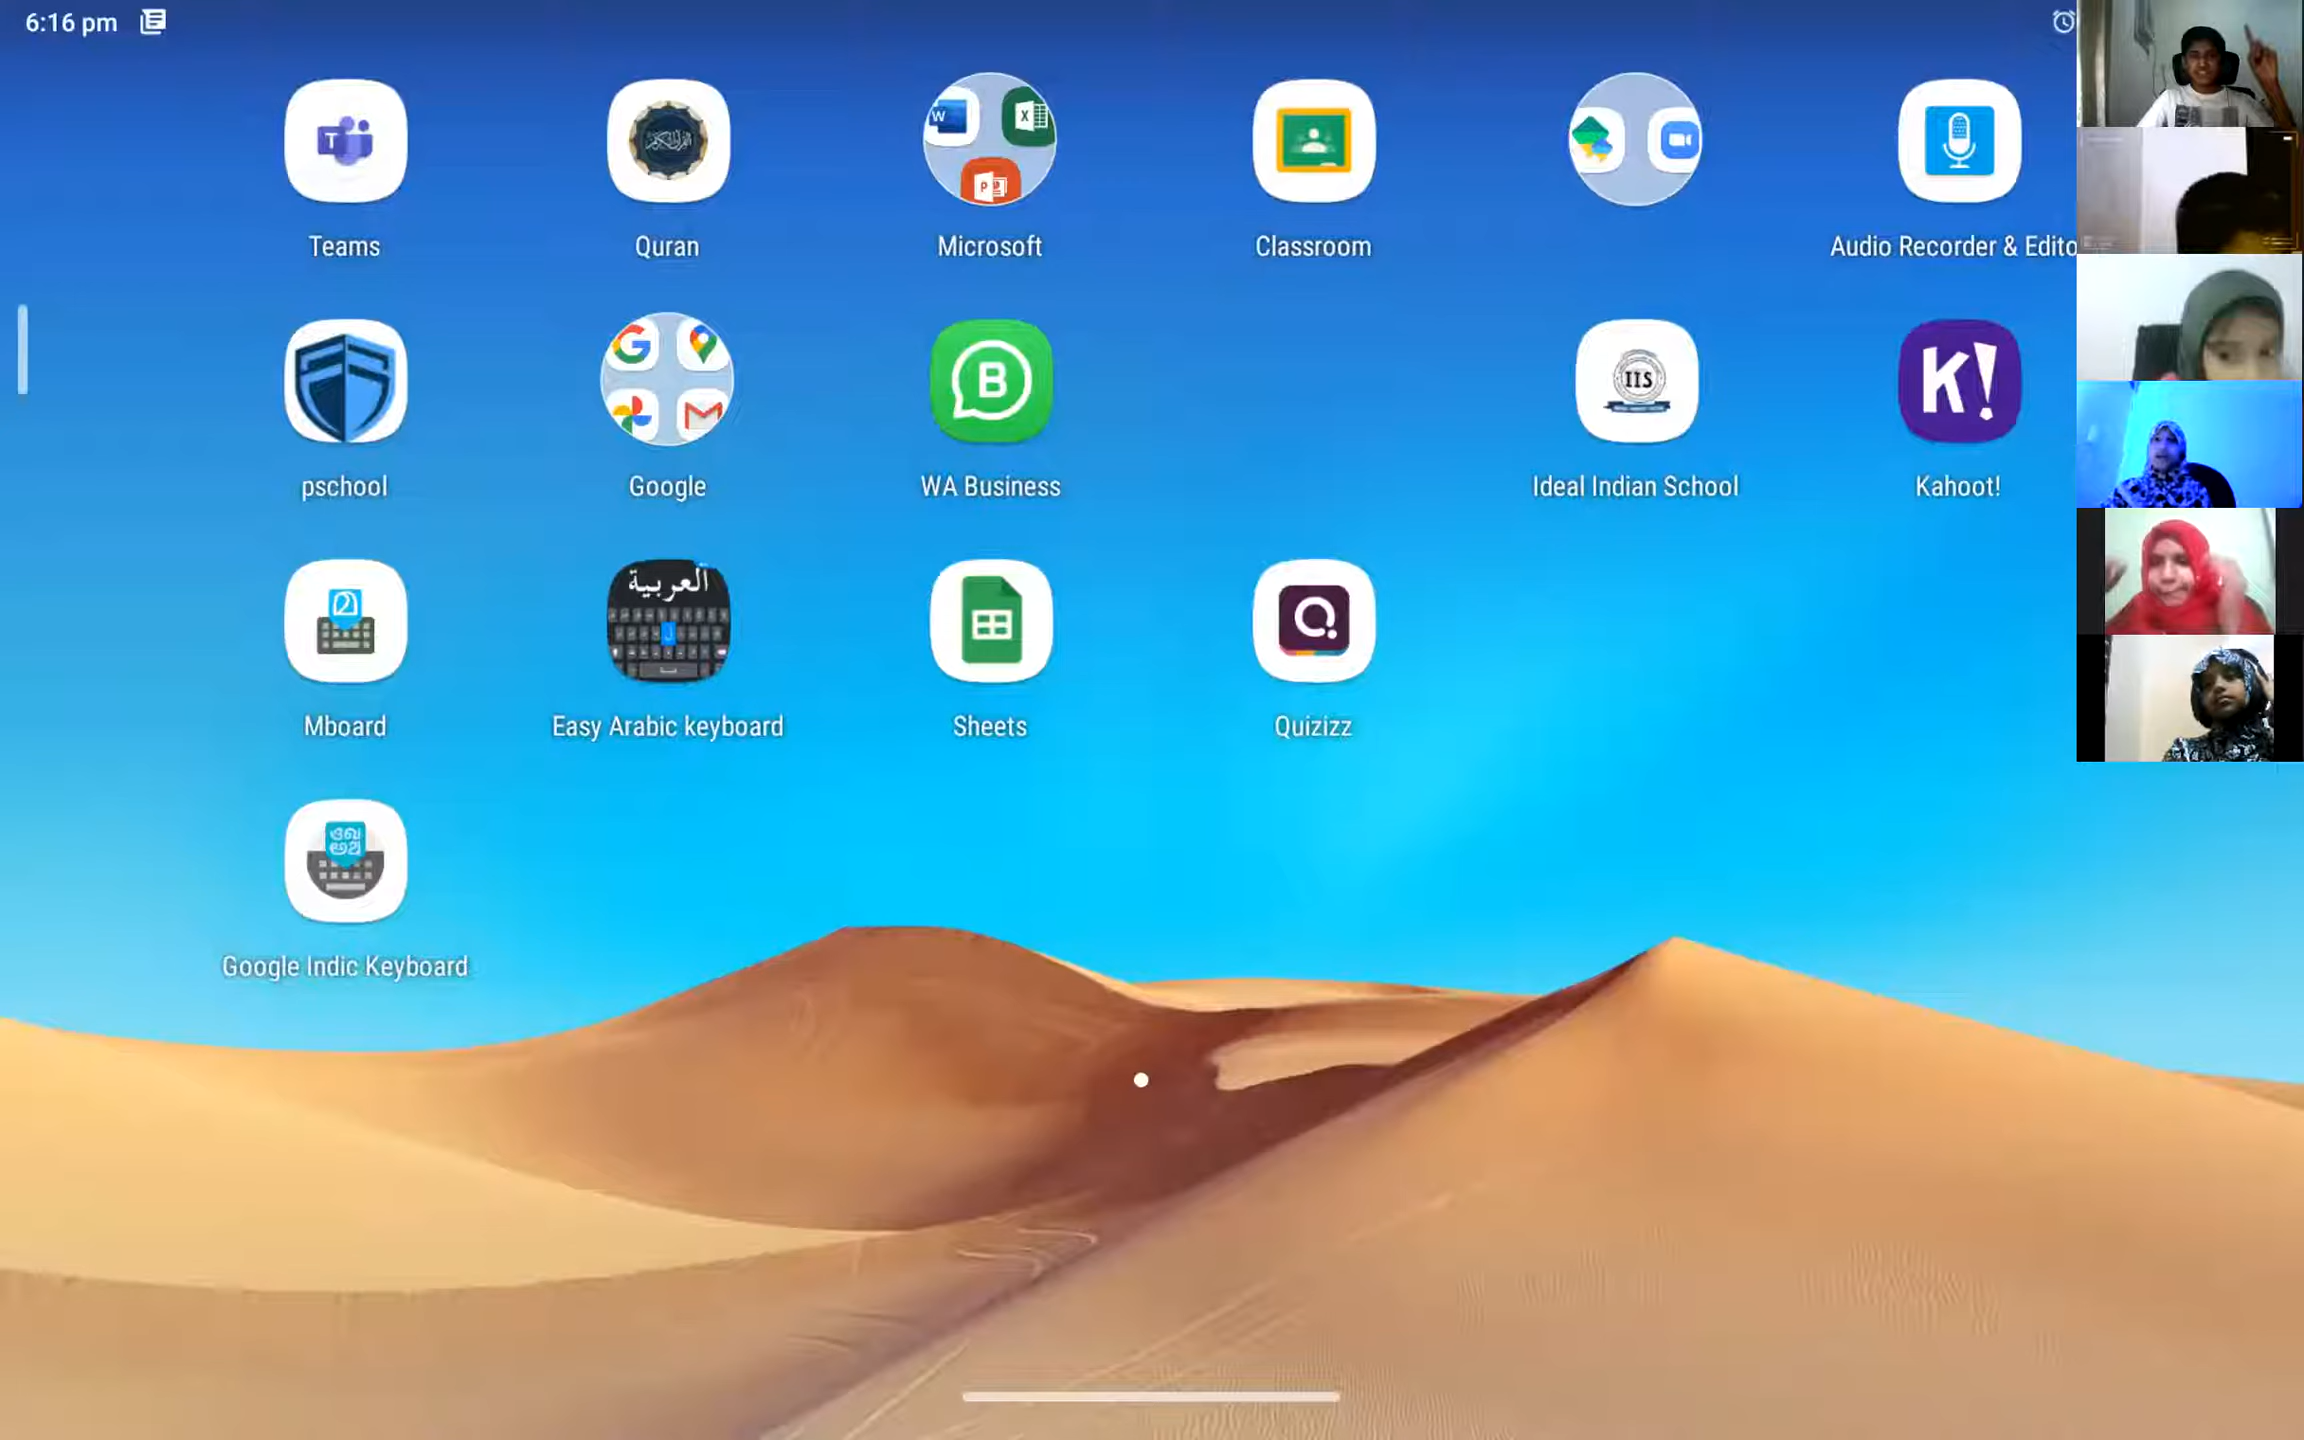 6:16 pm
Teams
Quran
Microsoft
Classroom
Audio Recorder & Edito
pschool
Google
WA Business
IIS
Ideal Indian School
K!
Kahoot!
العربية
Mboard
Easy Arabic keyboard
Sheets
Quizizz
Google Indic Keyboard